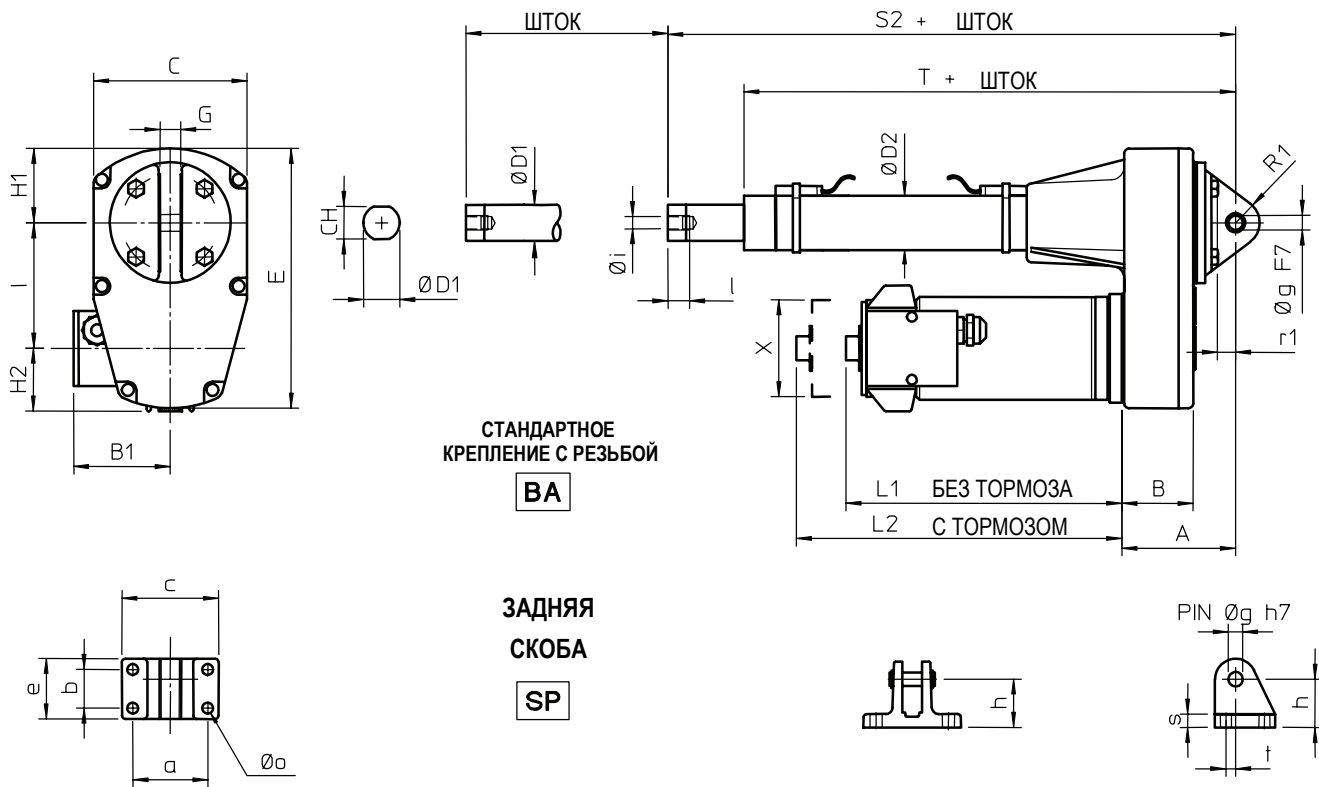 ШТОК
S2 + ШТОК
C
T + ШТОК
G
H1
ØD1
ØD2
R1
CH
E
Øi
Øg F7
I
ØD1
l
r1
X
H2
СТАНДАРТНОЕ
КРЕПЛЕНИЕ С РЕЗЬБОЙ
B1
BA
L1 БЕЗ ТОРМОЗА
B
L2 С ТОРМОЗОМ
A
c
ЗАДНЯЯ
СКОБА
PIN Øg h7
e
b
SP
h
s
h
Øo
a
t